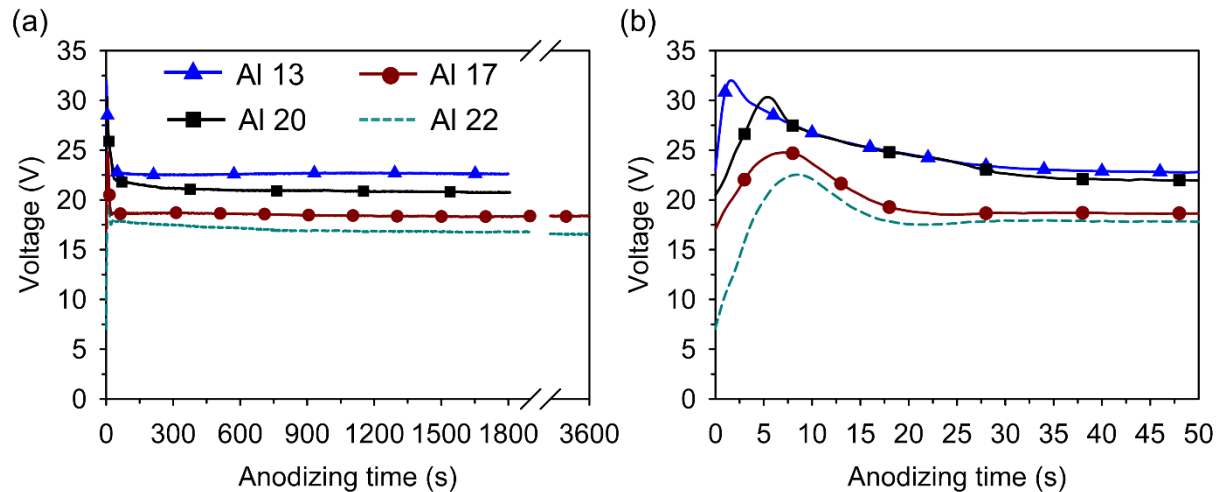 (a)
Voltage (V)
35
30
25
20
15
10
5
0
Al 13
Al 17
Al 20
Al 22
0 300 600 900 1200 1500 1800 3600
Anodizing time (s)
(b)
Voltage (V)
35
30
25
20
15
10
5
0
0 5 10 15 20 25 30 35 40 45 50
Anodizing time (s)